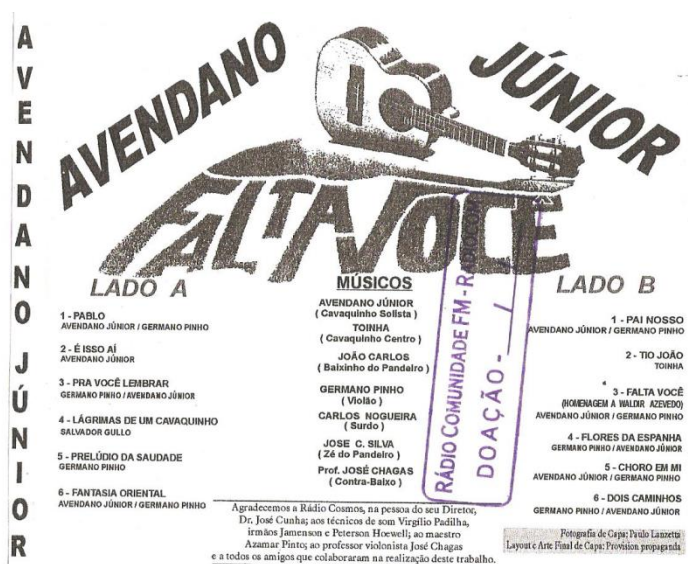 AVENDANO JÚNIOR
AVENDANO JÚNIOR
FALTA VOCE
LADO A
1 - PABLO
AVENDANO JÚNIOR / GERMANO PINHO
2 - É ISSO AÍ
AVENDANO JÚNIOR
3 - PRA VOCÊ LEMBRAR
GERMANO PINHO / AVENDANO JÚNIOR
4 - LÁGRIMAS DE UM CAVAQUINHO
SALVADOR GULLO
5 - PRELÚDIO DA SAUDADE
GERMANO PINHO
6 - FANTASIA ORIENTAL
AVENDANO JÚNIOR / GERMANO PINHO
MÚSICOS
AVENDANO JÚNIOR
( Cavaquinho Solista )
TOINHA
( Cavaquinho Centro )
JOÃO CARLOS
( Baixinho do Pandeiro )
GERMANO PINHO
( Violão )
CARLOS NOGUEIRA
( Surdo )
JOSE C. SILVA
( Zé do Pandeiro )
Prof. JOSÉ CHAGAS
( Contra-Baixo )
RÁDIO COMUNIDADE FM - RADIOCOM
DOAÇÃO - /
LADO B
1 - PAI NOSSO
AVENDANO JÚNIOR / GERMANO PINHO
2 - TIO JOÃO
TOINHA
3 - FALTA VOCÊ
(HOMENAGEM A WALDIR AZEVEDO)
AVENDANO JÚNIOR / GERMANO PINHO
4 - FLORES DA ESPANHA
GERMANO PINHO / AVENDANO JÚNIOR
5 - CHORO EM MI
AVENDANO JÚNIOR / GERMANO PINHO
6 - DOIS CAMINHOS
GERMANO PINHO / AVENDANO JÚNIOR
Agradecemos a Rádio Cosmos, na pessoa do seu Diretor,
Dr. José Cunha; aos técnicos de som Virgílio Padilha,
irmãos Jamenson e Peterson Hoewell; ao maestro
Azamar Pinto; ao professor violonista José Chagas
e a todos os amigos que colaboraram na realização deste trabalho.
Fotografia de Capa: Paulo Lanzetta
Layout e Arte Final de Capa: Provision propaganda